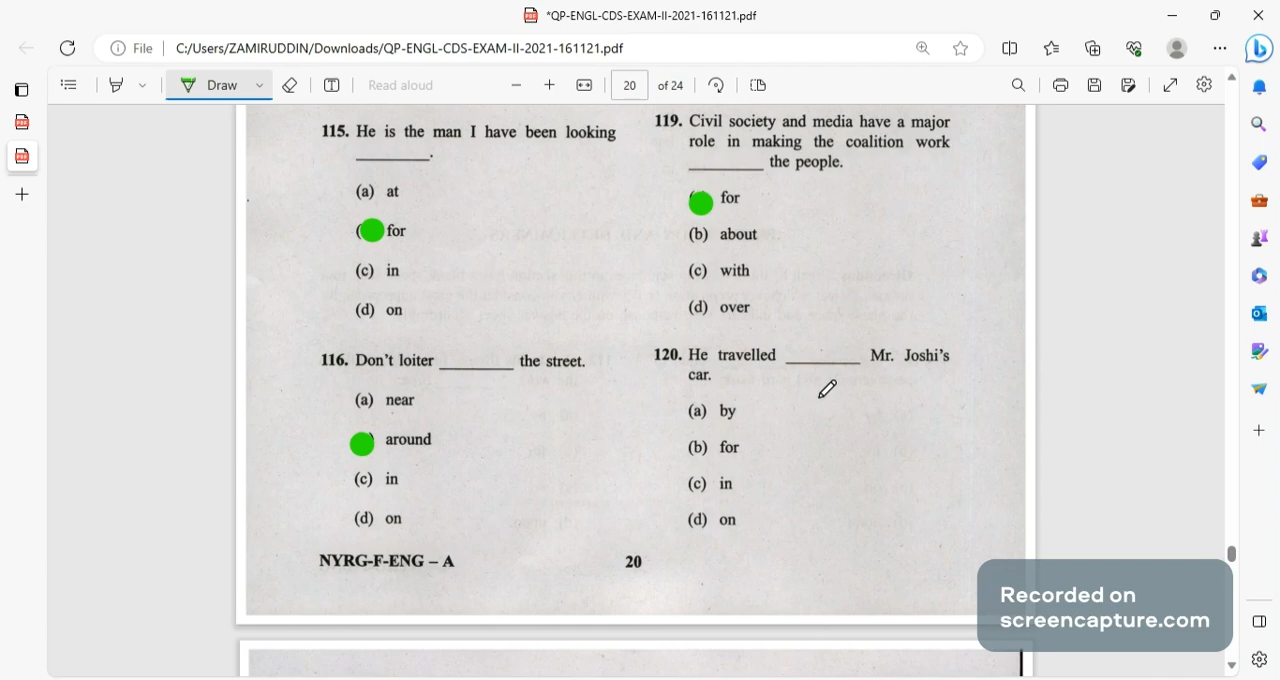 *QP-ENGL-CDS-EXAM-II-2021-161121.pdf
File
C:/Users/ZAMIRUDDIN/Downloads/QP-ENGL-CDS-EXAM-II-2021-161121.pdf
Draw
Read aloud
20
of 24
115. He is the man I have been looking
________.
(a) at
( for
(c) in
(d) on
116. Don't loiter ________ the street.
(a) near
) around
(c) in
(d) on
NYRG-F-ENG – A
20
119. Civil society and media have a major
role in making the coalition work
________ the people.
for
(b) about
(c) with
(d) over
120. He travelled ________ Mr. Joshi's
car.
(a) by
(b) for
(c) in
(d) on
Recorded on
screencapture.com